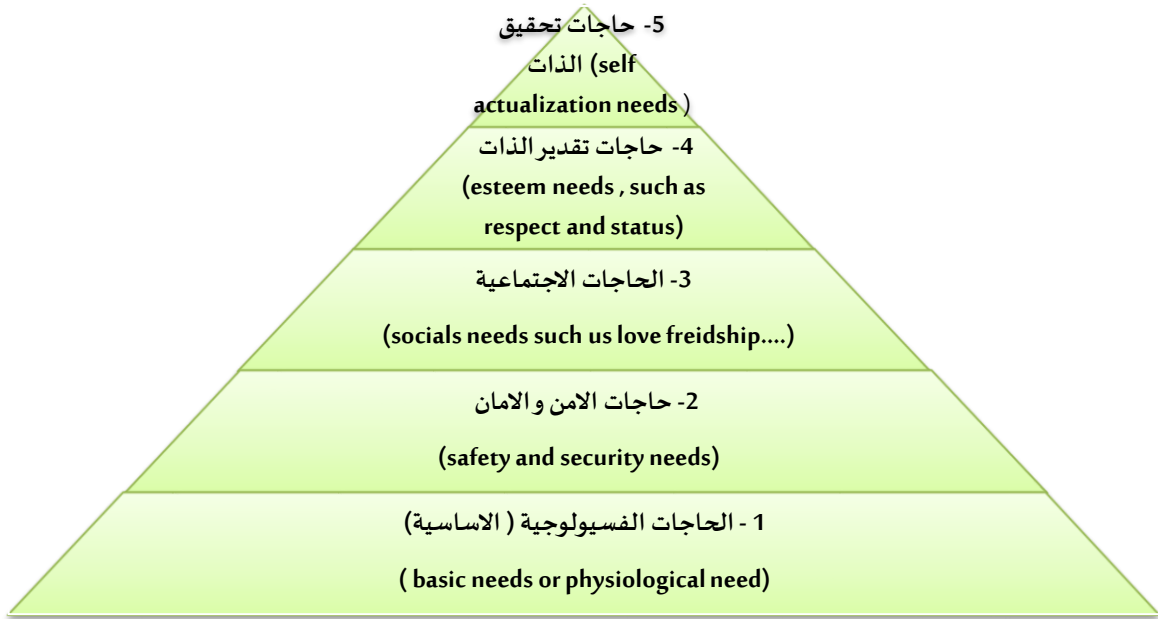 5- حاجات تحقيق
الذات (self
actualization needs )
4- حاجات تقدير الذات
(esteem needs , such as
respect and status)
3- الحاجات الاجتماعية
(socials needs such us love freidship....)
2- حاجات الامن و الامان
(safety and security needs)
1 - الحاجات الفسيولوجية ( الاساسية)
( basic needs or physiological need)